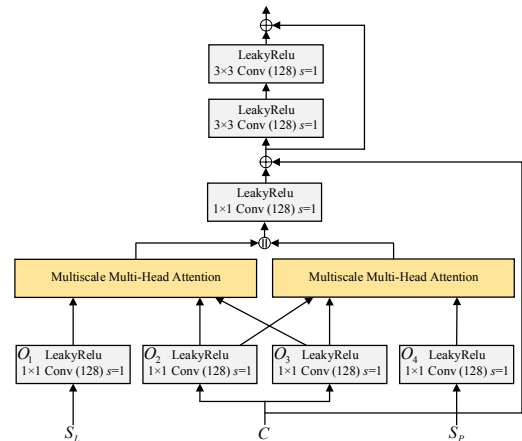 LeakyRelu
3×3 Conv (128) s=1
LeakyRelu
3×3 Conv (128) s=1
LeakyRelu
1×1 Conv (128) s=1
Multiscale Multi-Head Attention
Multiscale Multi-Head Attention
O₁ LeakyRelu
1×1 Conv (128) s=1
O₂ LeakyRelu
1×1 Conv (128) s=1
O₃ LeakyRelu
1×1 Conv (128) s=1
O₄ LeakyRelu
1×1 Conv (128) s=1
S_L
C
S_P